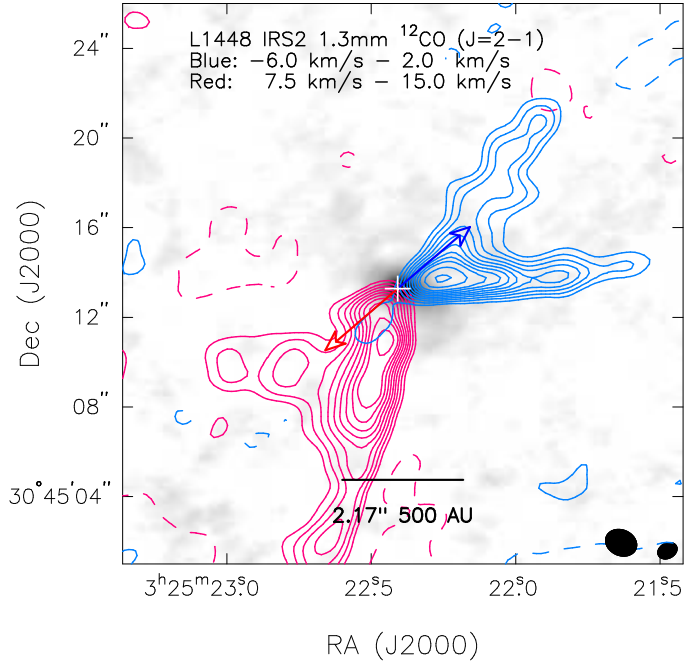 L1448 IRS2 1.3mm ¹²CO (J=2−1)
Blue: −6.0 km/s − 2.0 km/s
Red: 7.5 km/s − 15.0 km/s
24″
20″
16″
12″
08″
30°45′04″
Dec (J2000)
2.17″ 500 AU
3ʰ25ᵐ23ˢ.0 22ˢ.5 22ˢ.0 21ˢ.5
RA (J2000)